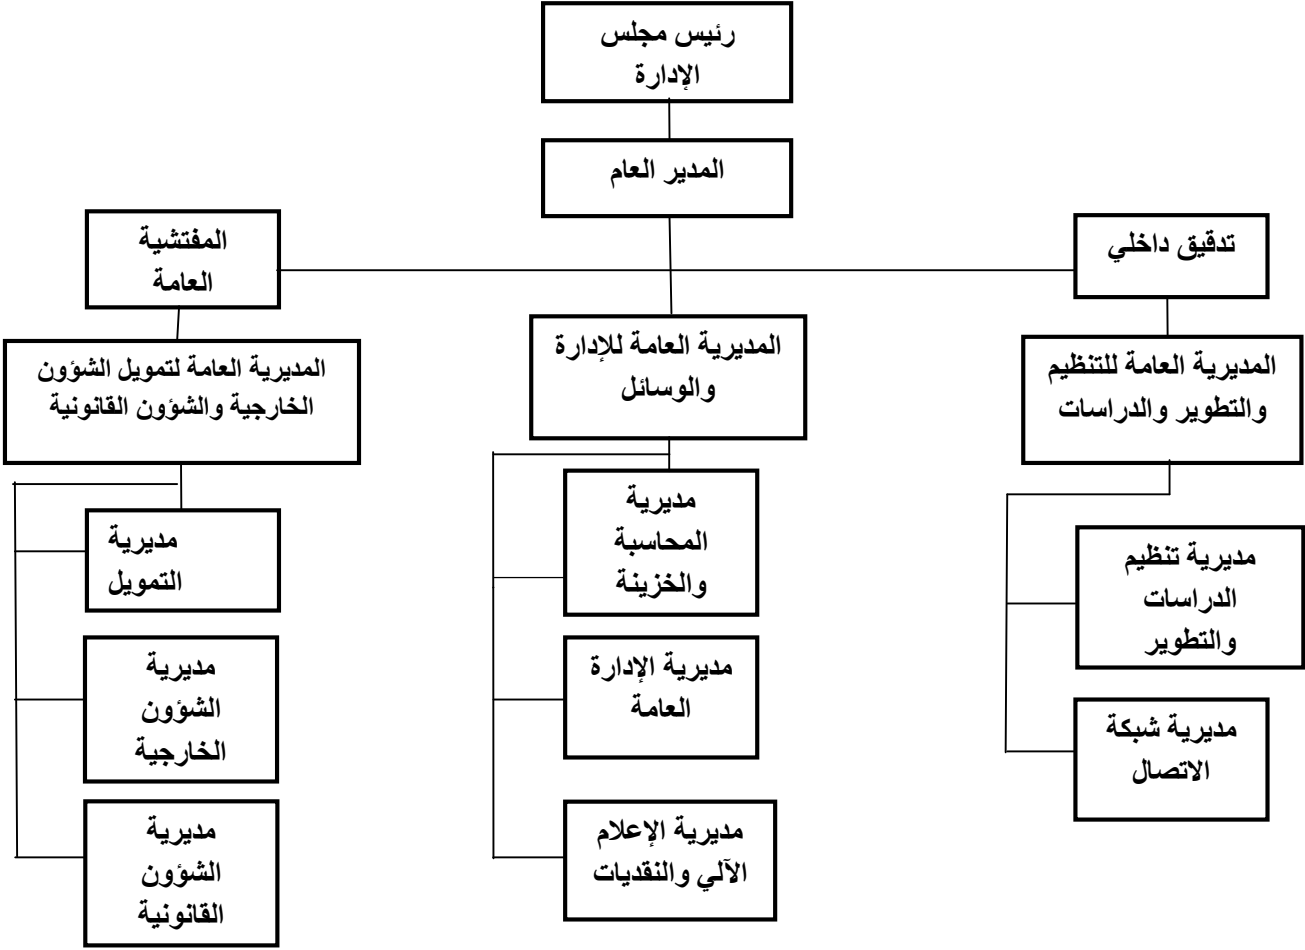 رئيس مجلس
الإدارة
المدير العام
تدقيق داخلي
المفتشية
العامة
المديرية العامة للتنظيم
والتطوير والدراسات
مديرية تنظيم
الدراسات
والتطوير
مديرية شبكة
الاتصال
المديرية العامة للإدارة
والوسائل
مديرية
المحاسبة
والخزينة
مديرية الإدارة
العامة
مديرية الإعلام
الآلي والنقديات
المديرية العامة لتمويل الشؤون
الخارجية والشؤون القانونية
مديرية
التمويل
مديرية
الشؤون
الخارجية
مديرية
الشؤون
القانونية